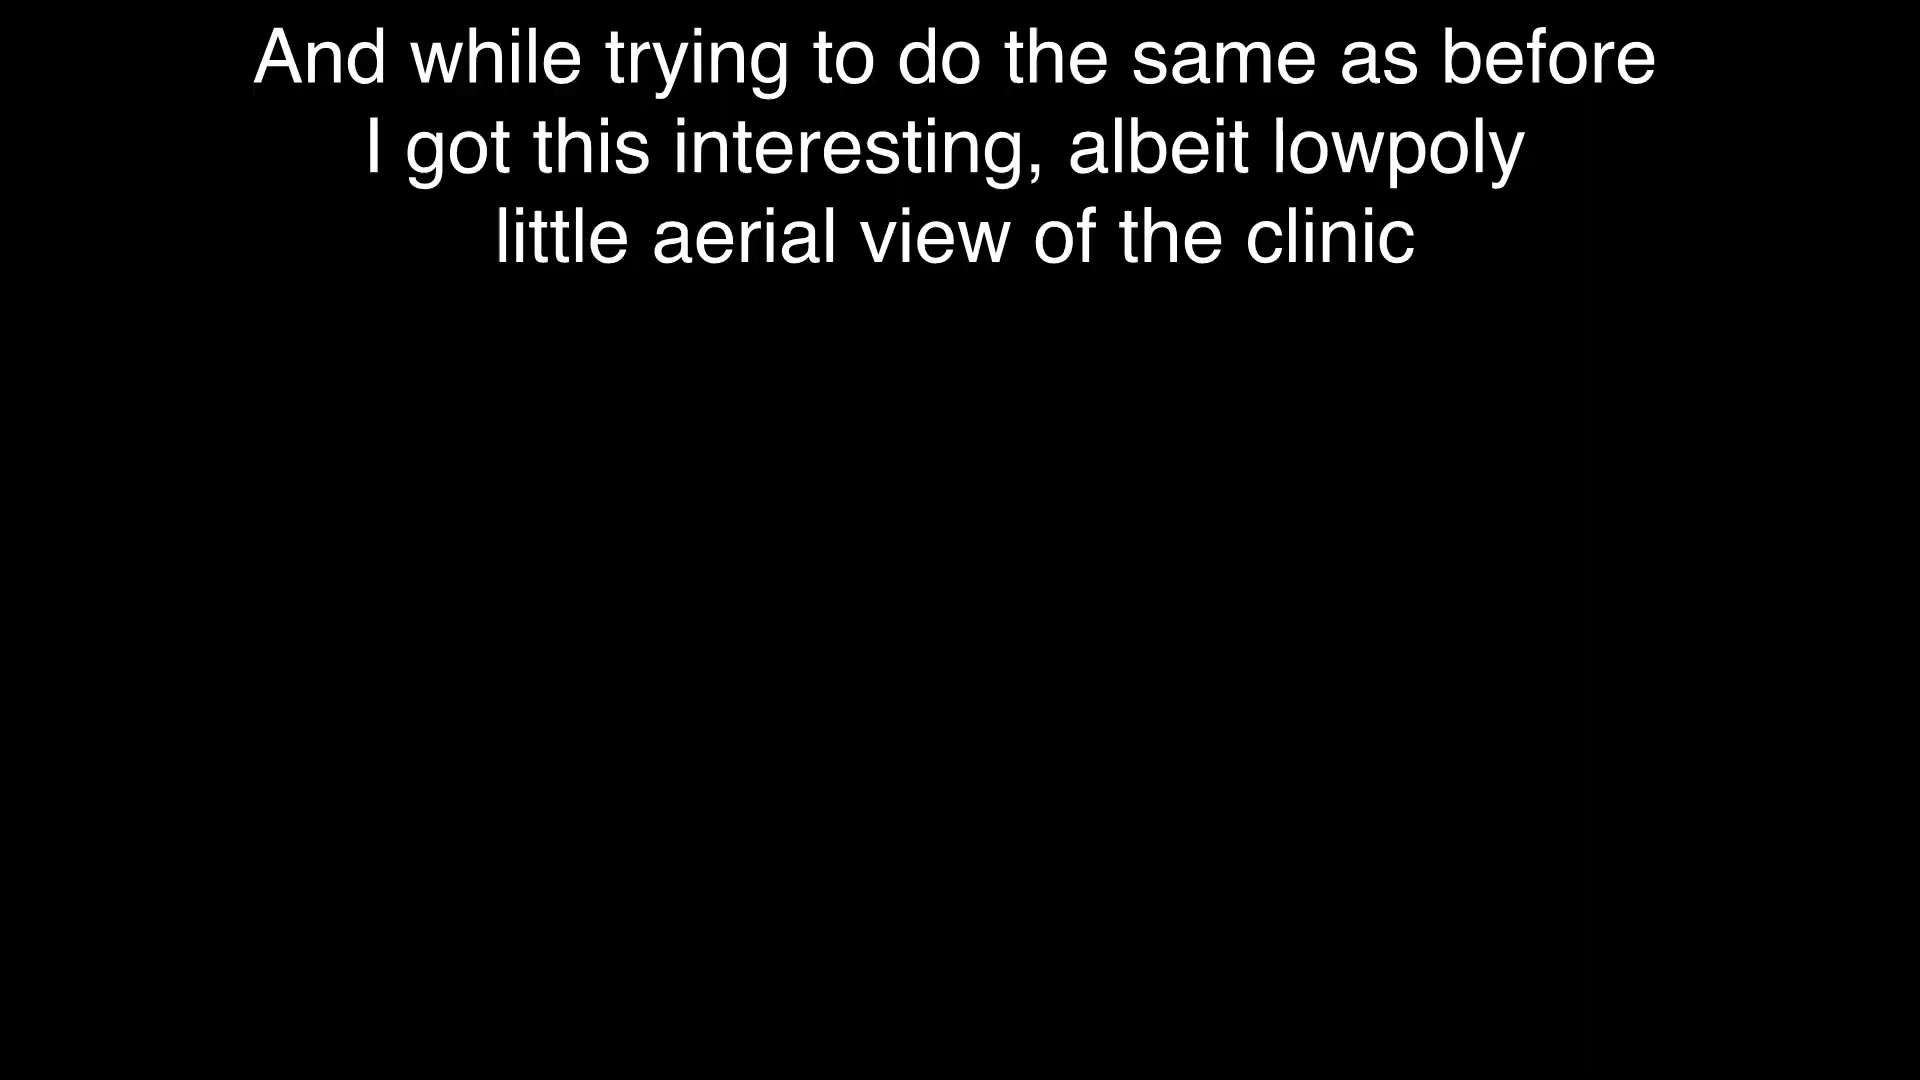 And while trying to do the same as before
I got this interesting, albeit lowpoly
little aerial view of the clinic